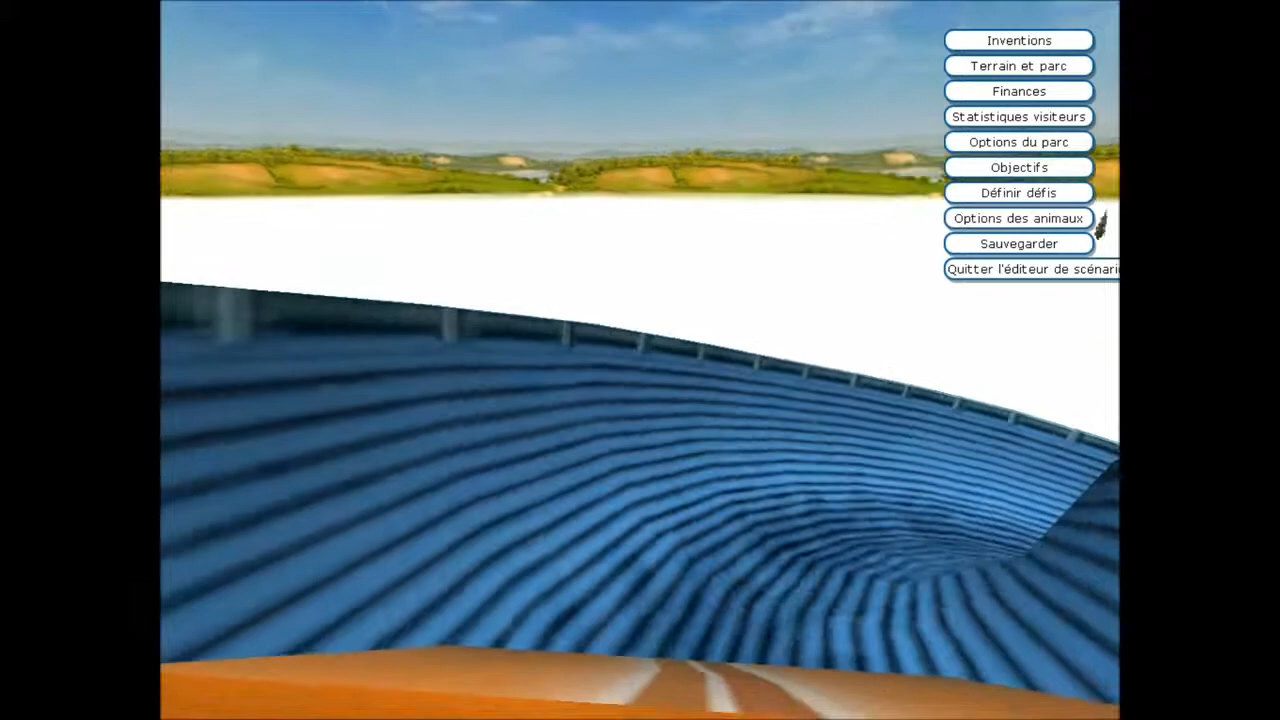 Inventions
Terrain et parc
Finances
Statistiques visiteurs
Options du parc
Objectifs
Définir défis
Options des animaux
Sauvegarder
Quitter l'éditeur de scénari